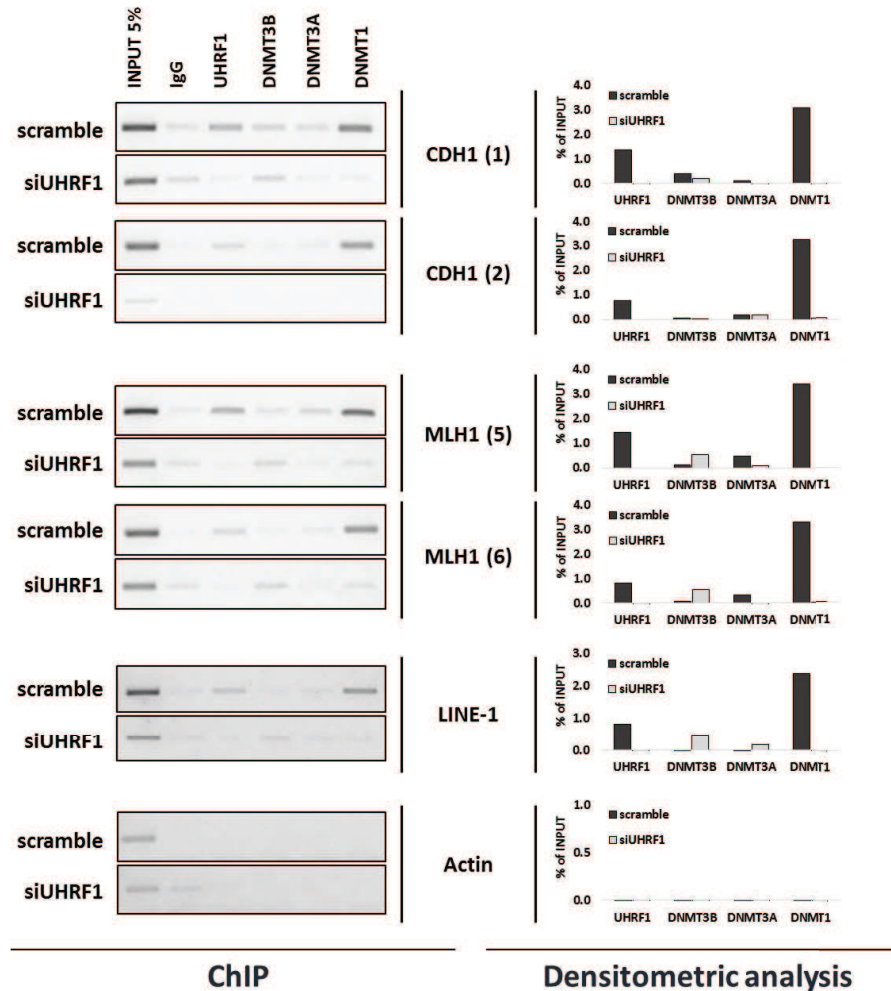 INPUT 5%
IgG
UHRF1
DNMT3B
DNMT3A
DNMT1
scramble
siUHRF1
CDH1 (1)
% of INPUT
4.0
3.0
2.0
1.0
0.0
scramble
siUHRF1
UHRF1 DNMT3B DNMT3A DNMT1
scramble
siUHRF1
CDH1 (2)
% of INPUT
4.0
3.0
2.0
1.0
0.0
scramble
siUHRF1
UHRF1 DNMT3B DNMT3A DNMT1
scramble
siUHRF1
MLH1 (5)
% of INPUT
4.0
3.0
2.0
1.0
0.0
scramble
siUHRF1
UHRF1 DNMT3B DNMT3A DNMT1
scramble
siUHRF1
MLH1 (6)
% of INPUT
4.0
3.0
2.0
1.0
0.0
scramble
siUHRF1
UHRF1 DNMT3B DNMT3A DNMT1
scramble
siUHRF1
LINE-1
% of INPUT
3.0
2.0
1.0
0.0
scramble
siUHRF1
UHRF1 DNMT3B DNMT3A DNMT1
scramble
siUHRF1
Actin
% of INPUT
1.0
0.5
0.0
scramble
siUHRF1
UHRF1 DNMT3B DNMT3A DNMT1
ChIP
Densitometric analysis